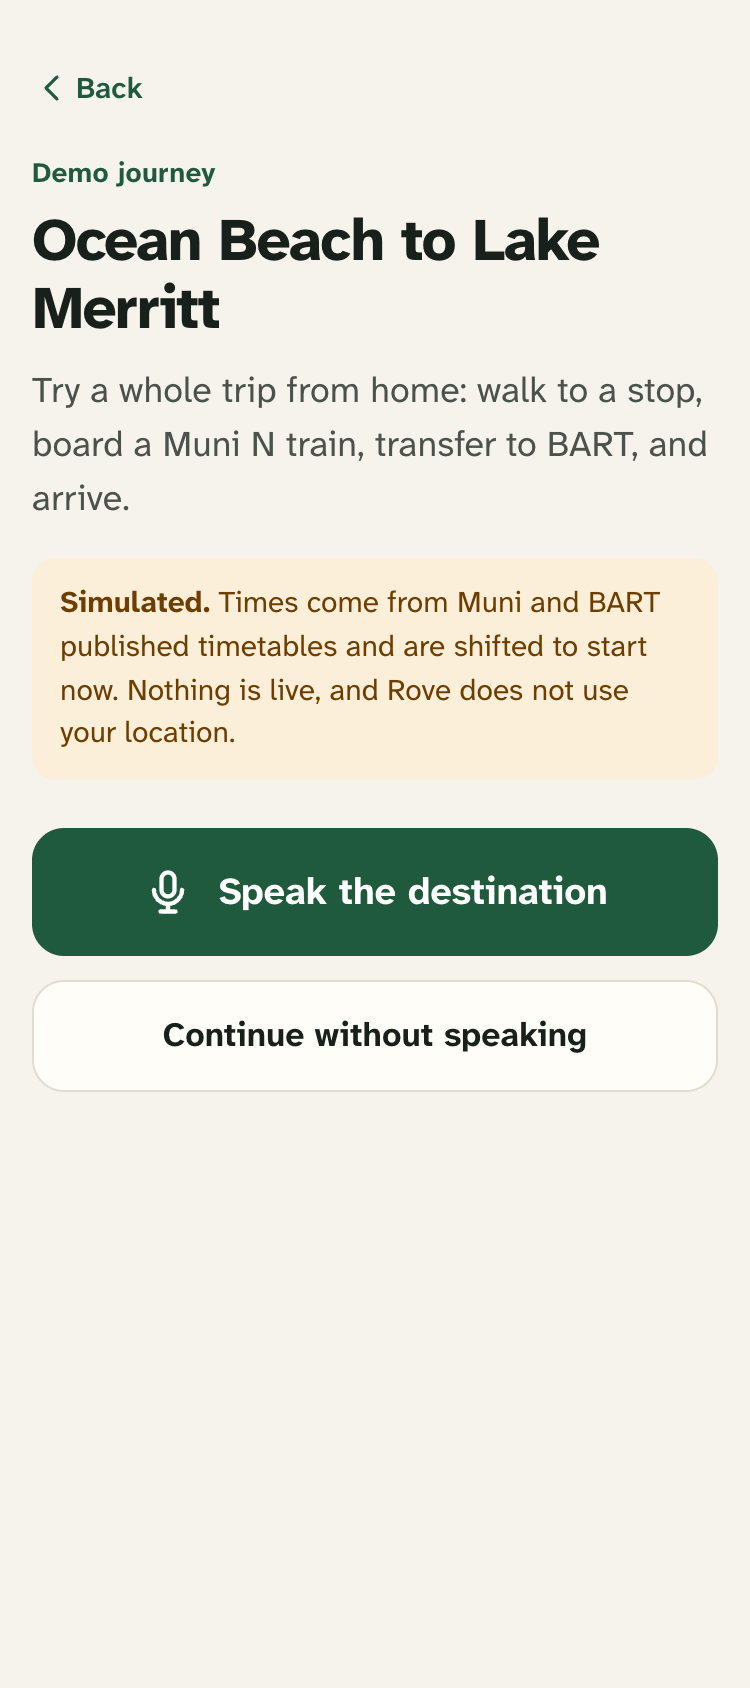 Back
Demo journey
Ocean Beach to Lake
Merritt
Try a whole trip from home: walk to a stop,
board a Muni N train, transfer to BART, and
arrive.
Simulated. Times come from Muni and BART
published timetables and are shifted to start
now. Nothing is live, and Rove does not use
your location.
Speak the destination
Continue without speaking